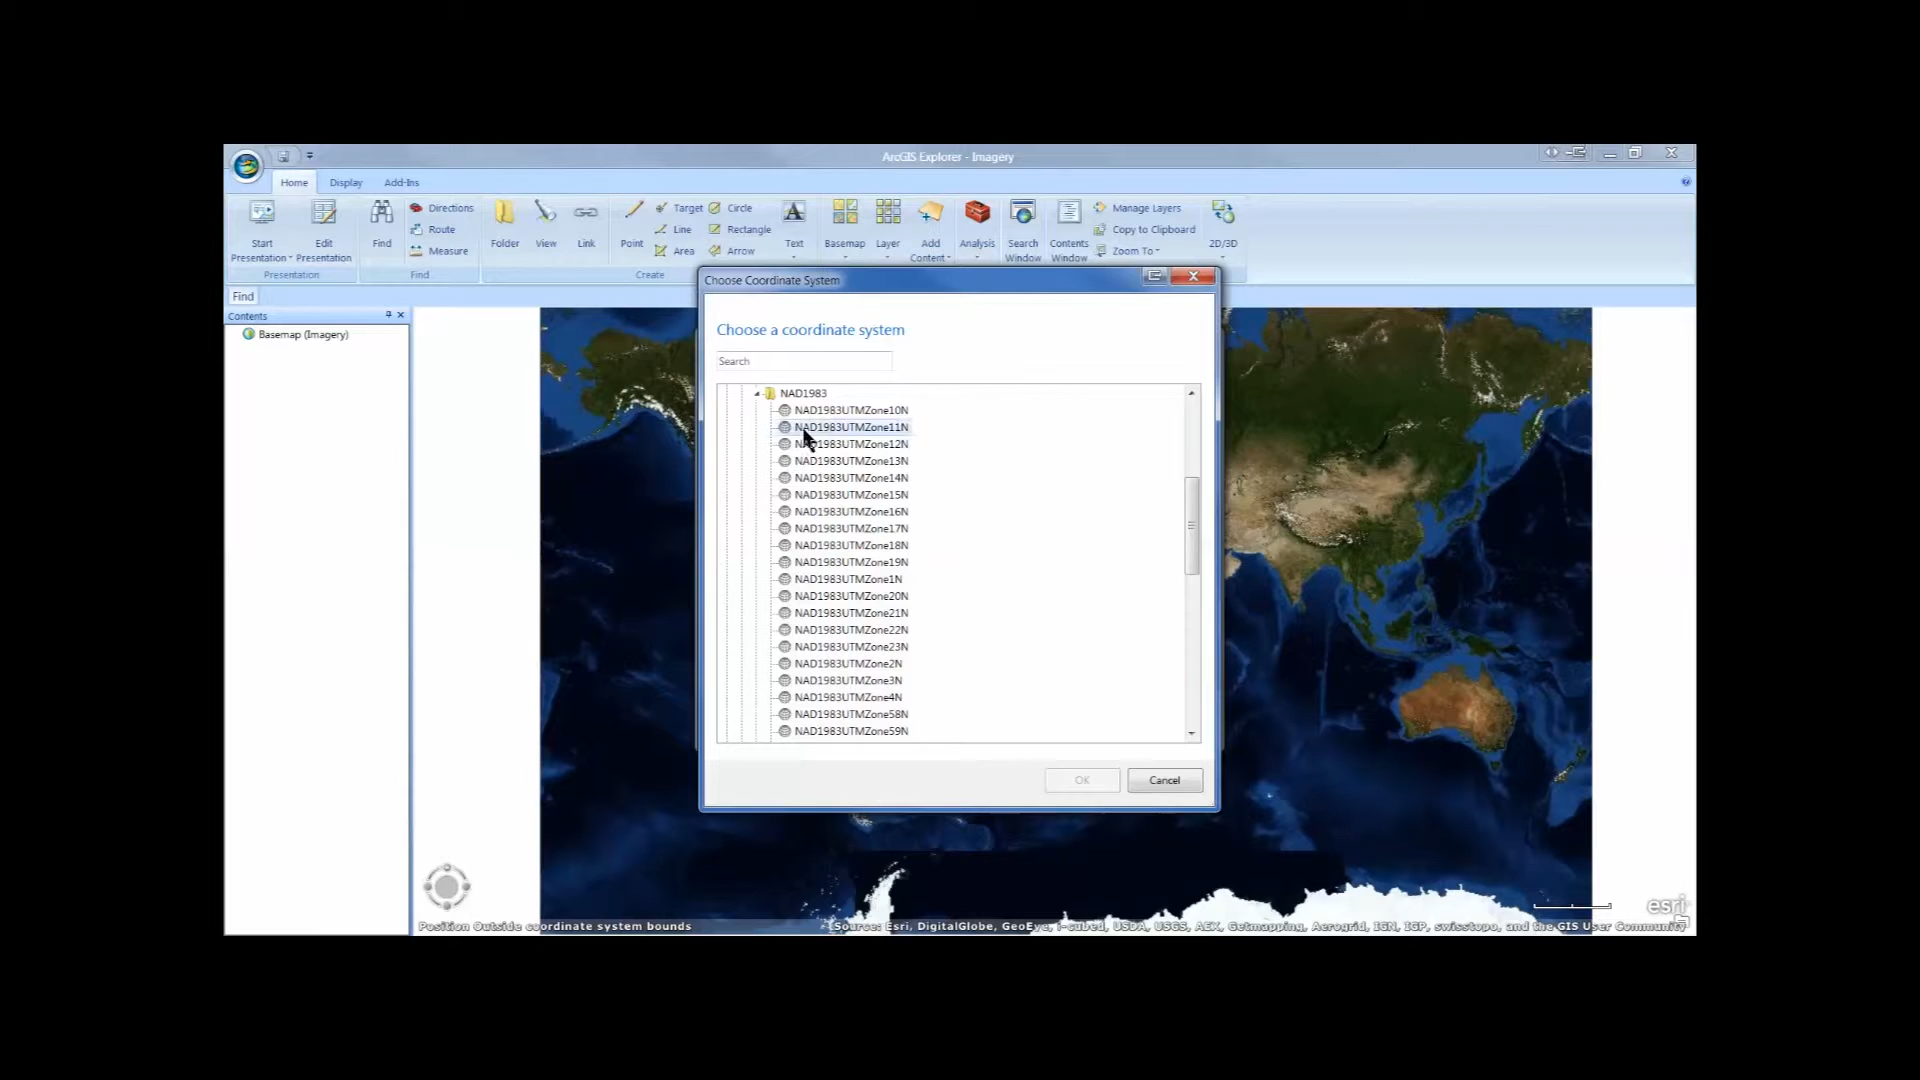 ArcGIS Explorer - Imagery
Home Display Add-Ins
Start Presentation
Edit Presentation
Presentation
Find
Directions
Route
Measure
Find
Folder
View
Link
Point
Target
Line
Area
Circle
Rectangle
Arrow
Text
Create
Basemap
Layer
Add Content
Analysis
Search Window
Contents Window
Manage Layers
Copy to Clipboard
Zoom To
2D/3D
Find
Contents
Basemap (Imagery)
Choose Coordinate System
Choose a coordinate system
Search
NAD1983
NAD1983UTMZone10N
NAD1983UTMZone11N
NAD1983UTMZone12N
NAD1983UTMZone13N
NAD1983UTMZone14N
NAD1983UTMZone15N
NAD1983UTMZone16N
NAD1983UTMZone17N
NAD1983UTMZone18N
NAD1983UTMZone19N
NAD1983UTMZone1N
NAD1983UTMZone20N
NAD1983UTMZone21N
NAD1983UTMZone22N
NAD1983UTMZone23N
NAD1983UTMZone2N
NAD1983UTMZone3N
NAD1983UTMZone4N
NAD1983UTMZone58N
NAD1983UTMZone59N
OK Cancel
esri
Position Outside coordinate system bounds
Source: Esri, DigitalGlobe, GeoEye, i-cubed, USDA, USGS, AEX, Getmapping, Aerogrid, IGN, IGP, swisstopo, and the GIS User Community